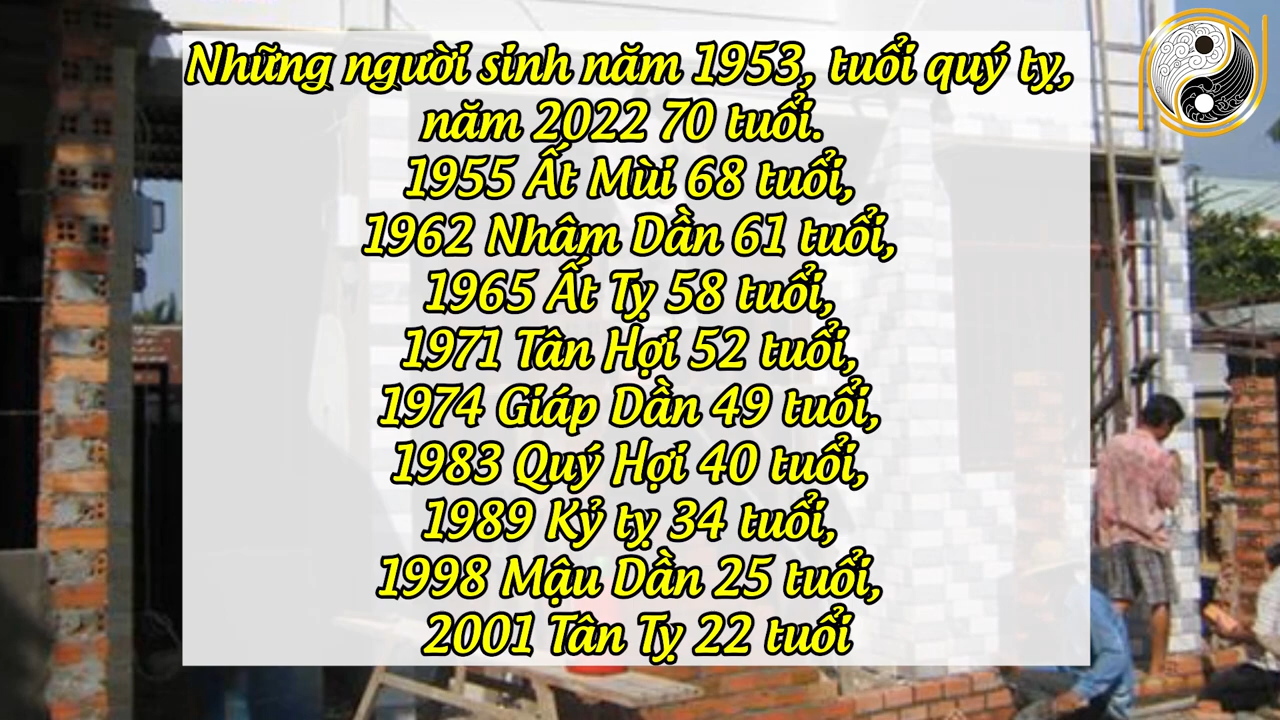 Những người sinh năm 1953, tuổi quý tỵ,
năm 2022 70 tuổi.
1955 Ất Mùi 68 tuổi,
1962 Nhâm Dần 61 tuổi,
1965 Ất Tỵ 58 tuổi,
1971 Tân Hợi 52 tuổi,
1974 Giáp Dần 49 tuổi,
1983 Quý Hợi 40 tuổi,
1989 Kỷ tỵ 34 tuổi,
1998 Mậu Dần 25 tuổi,
2001 Tân Tỵ 22 tuổi